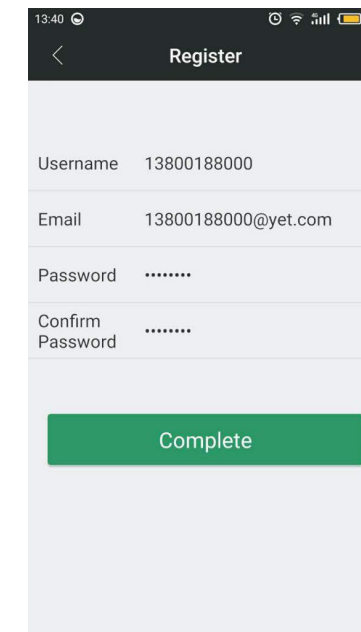 13:40
Register
Username 13800188000
Email 13800188000@yet.com
Password ••••••••
Confirm
Password ••••••••
Complete